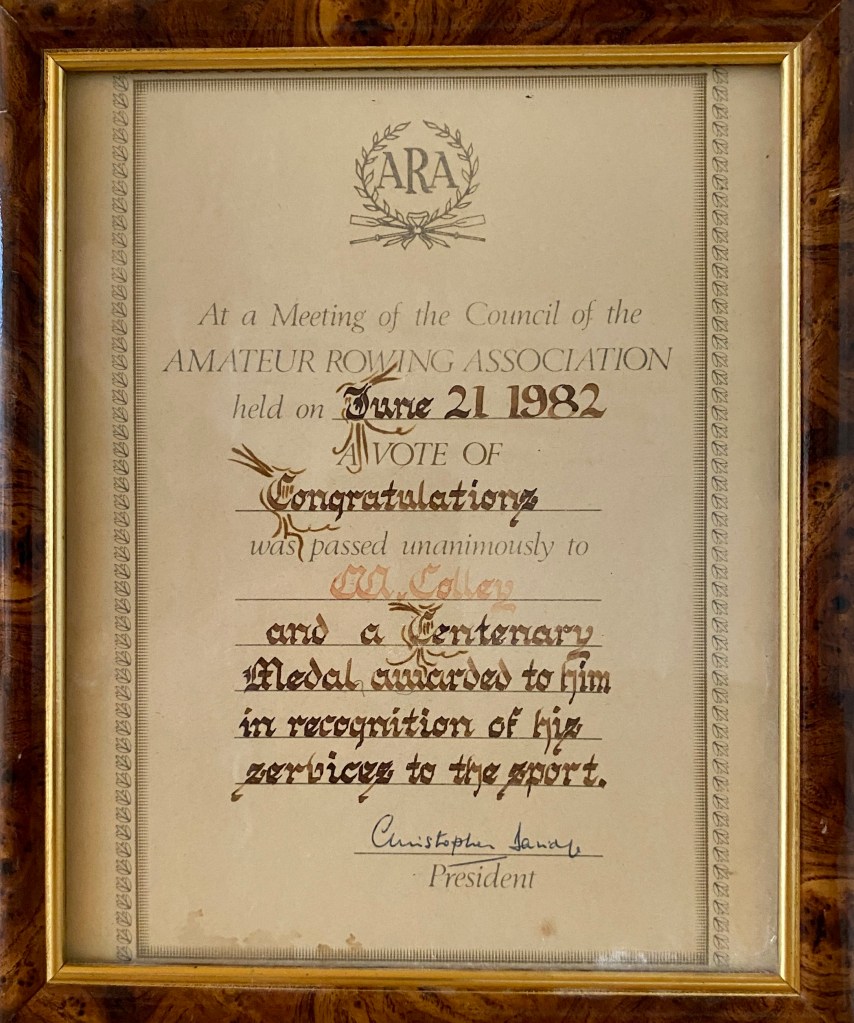 ARA
At a Meeting of the Council of the
AMATEUR ROWING ASSOCIATION
held on June 21 1982
A VOTE OF
Congratulations
was passed unanimously to
M. Colley
and a Centenary
Medal awarded to him
in recognition of his
services to the sport.
Christopher
President